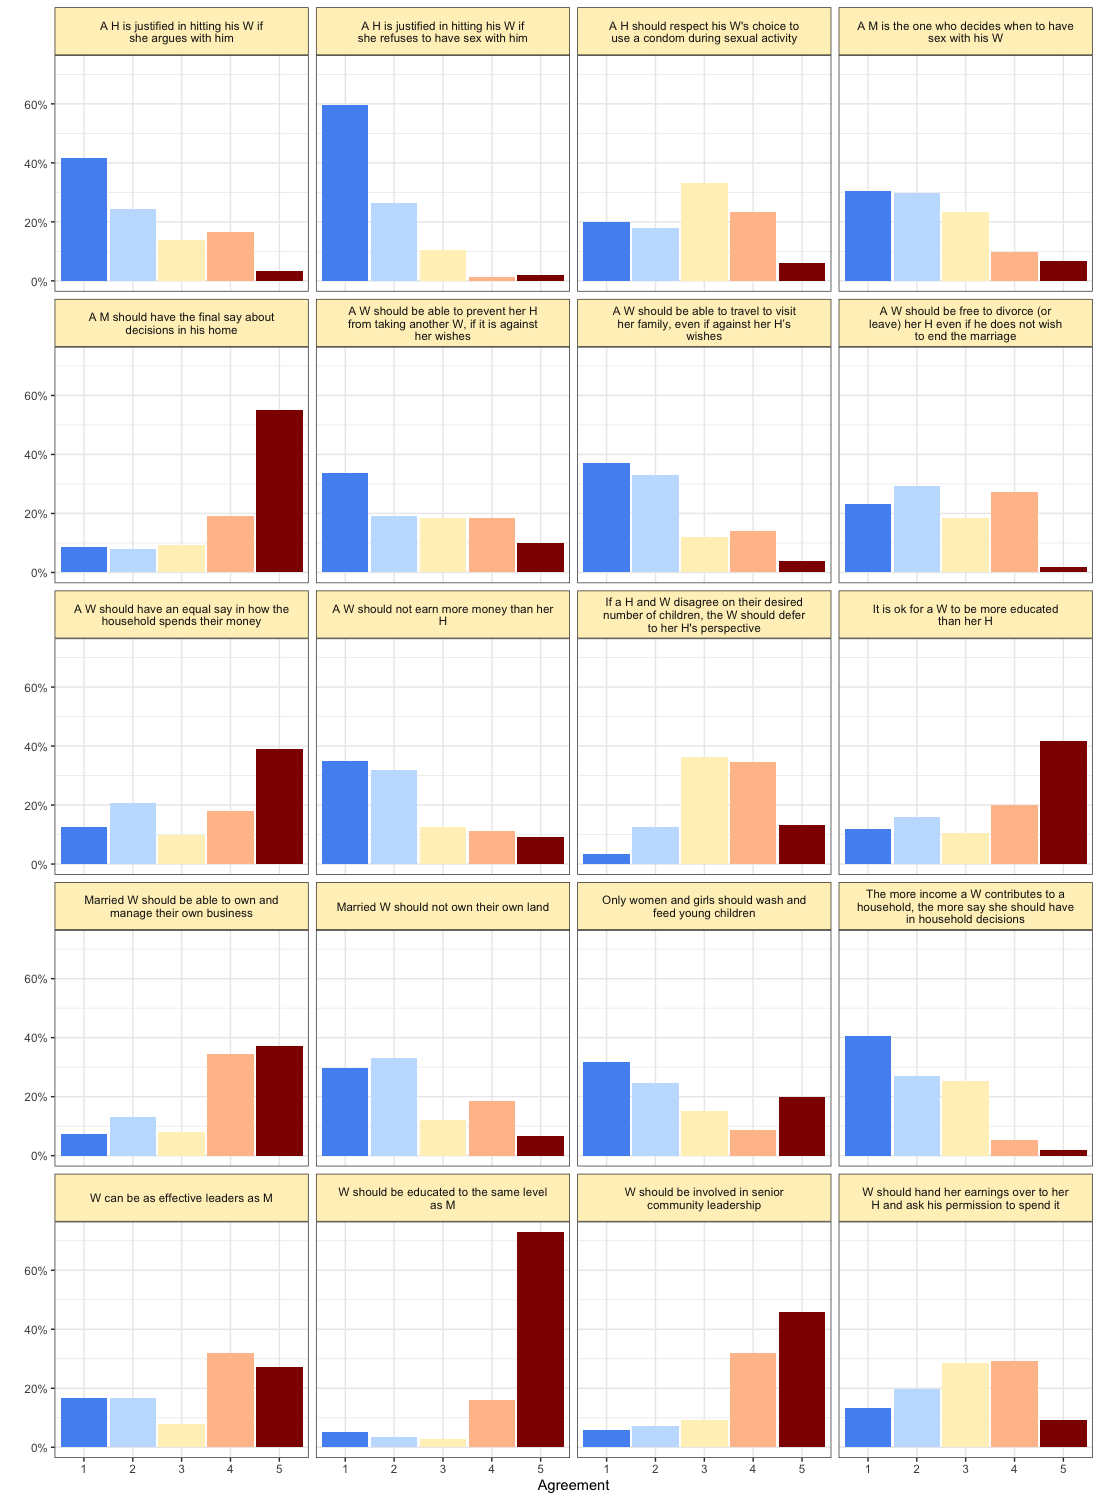 A H is justified in hitting his W if
she argues with him
A H is justified in hitting his W if
she refuses to have sex with him
A H should respect his W's choice to
use a condom during sexual activity
A M is the one who decides when to have
sex with his W
60%
40%
20%
0%
A M should have the final say about
decisions in his home
A W should be able to prevent her H
from taking another W, if it is against
her wishes
A W should be able to travel to visit
her family, even if against her H's
wishes
A W should be free to divorce (or
leave) her H even if he does not wish
to end the marriage
60%
40%
20%
0%
A W should have an equal say in how the
household spends their money
A W should not earn more money than her
H
If a H and W disagree on their desired
number of children, the W should defer
to her H's perspective
It is ok for a W to be more educated
than her H
60%
40%
20%
0%
Married W should be able to own and
manage their own business
Married W should not own their own land
Only women and girls should wash and
feed young children
The more income a W contributes to a
household, the more say she should have
in household decisions
60%
40%
20%
0%
W can be as effective leaders as M
W should be educated to the same level
as M
W should be involved in senior
community leadership
W should hand her earnings over to her
H and ask his permission to spend it
60%
40%
20%
0%
1 2 3 4 5
1 2 3 4 5
1 2 3 4 5
1 2 3 4 5
Agreement